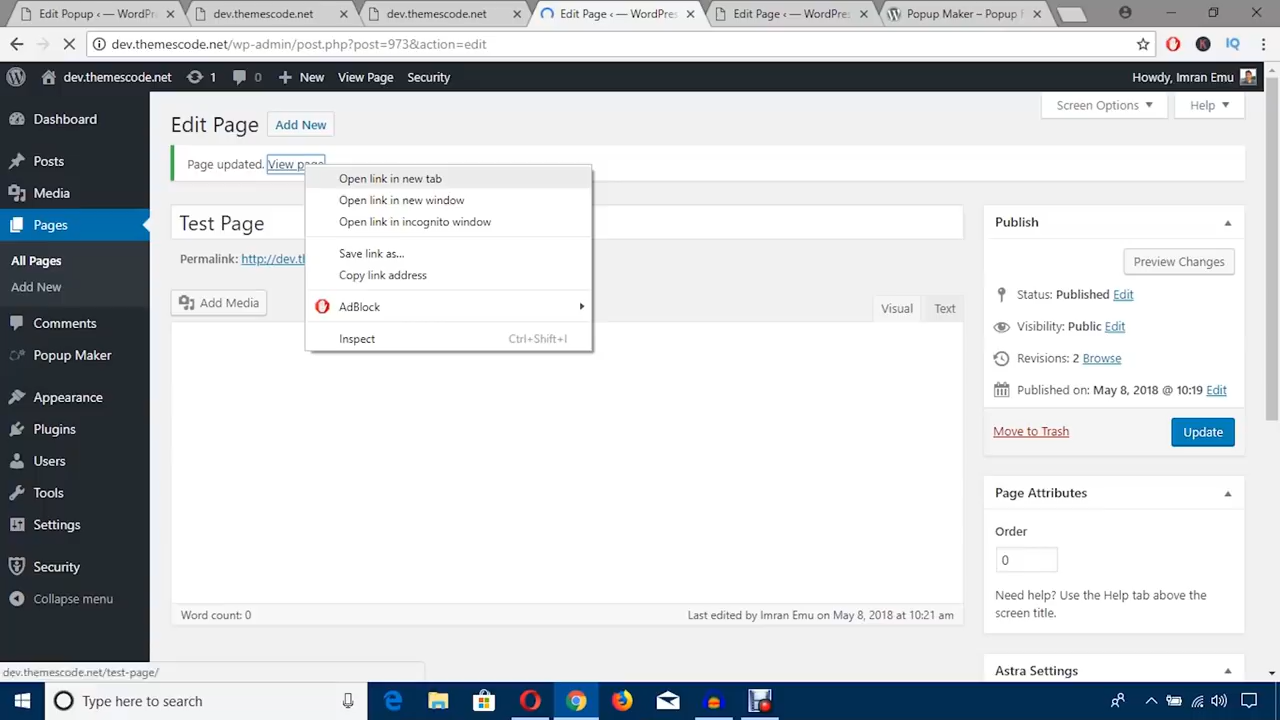 Edit Popup ‹ — WordPr
dev.themescode.net
dev.themescode.net
Edit Page ‹ — WordPres
Edit Page ‹ — WordPres
Popup Maker – Popup F
dev.themescode.net/wp-admin/post.php?post=973&action=edit
dev.themescode.net
1
0
New
View Page
Security
Howdy, Imran Emu
Dashboard
Posts
Media
Pages
All Pages
Add New
Comments
Popup Maker
Appearance
Plugins
Users
Tools
Settings
Security
Collapse menu
Screen Options
Help
Edit Page
Add New
Page updated. View page
Open link in new tab
Open link in new window
Open link in incognito window
Save link as...
Copy link address
AdBlock
Inspect
Ctrl+Shift+I
Test Page
Permalink: http://dev.th
Add Media
Visual
Text
Word count: 0
Last edited by Imran Emu on May 8, 2018 at 10:21 am
Publish
Preview Changes
Status: Published Edit
Visibility: Public Edit
Revisions: 2 Browse
Published on: May 8, 2018 @ 10:19 Edit
Move to Trash
Update
Page Attributes
Order
0
Need help? Use the Help tab above the
screen title.
Astra Settings
dev.themescode.net/test-page/
Type here to search